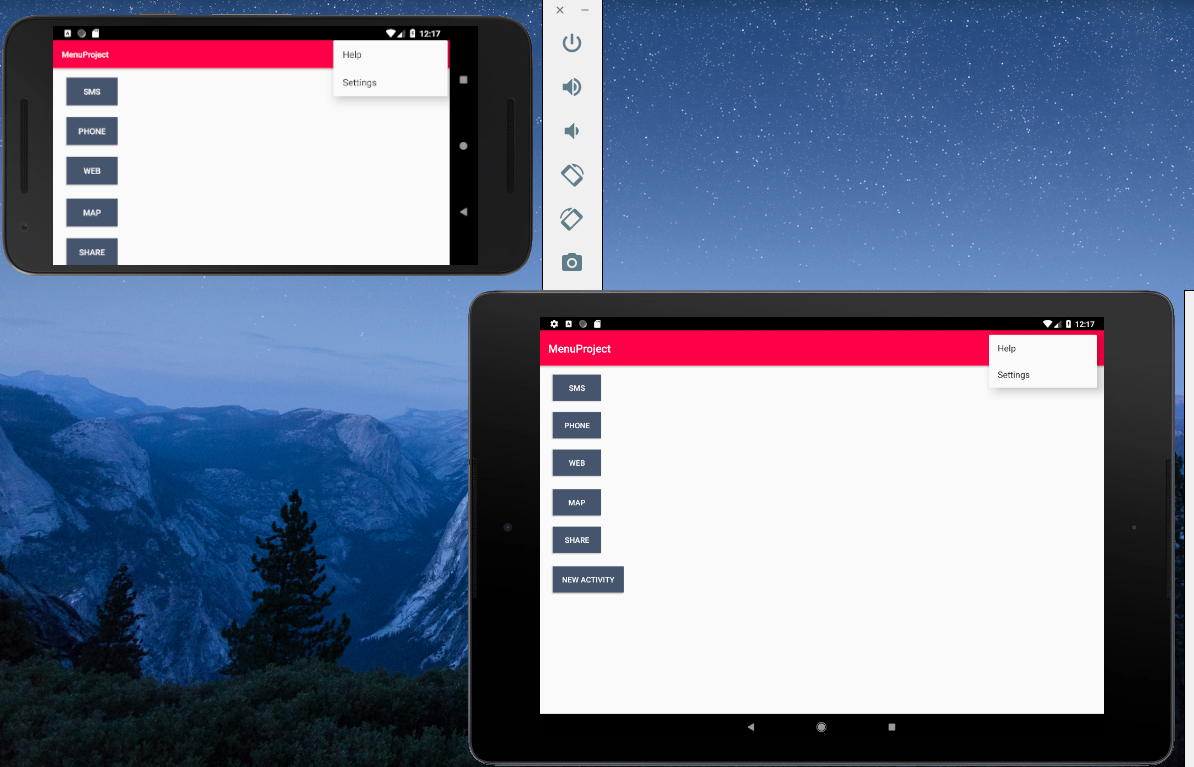 12:17
MenuProject
Help
Settings
SMS
PHONE
WEB
MAP
SHARE
12:17
MenuProject
Help
Settings
SMS
PHONE
WEB
MAP
SHARE
NEW ACTIVITY